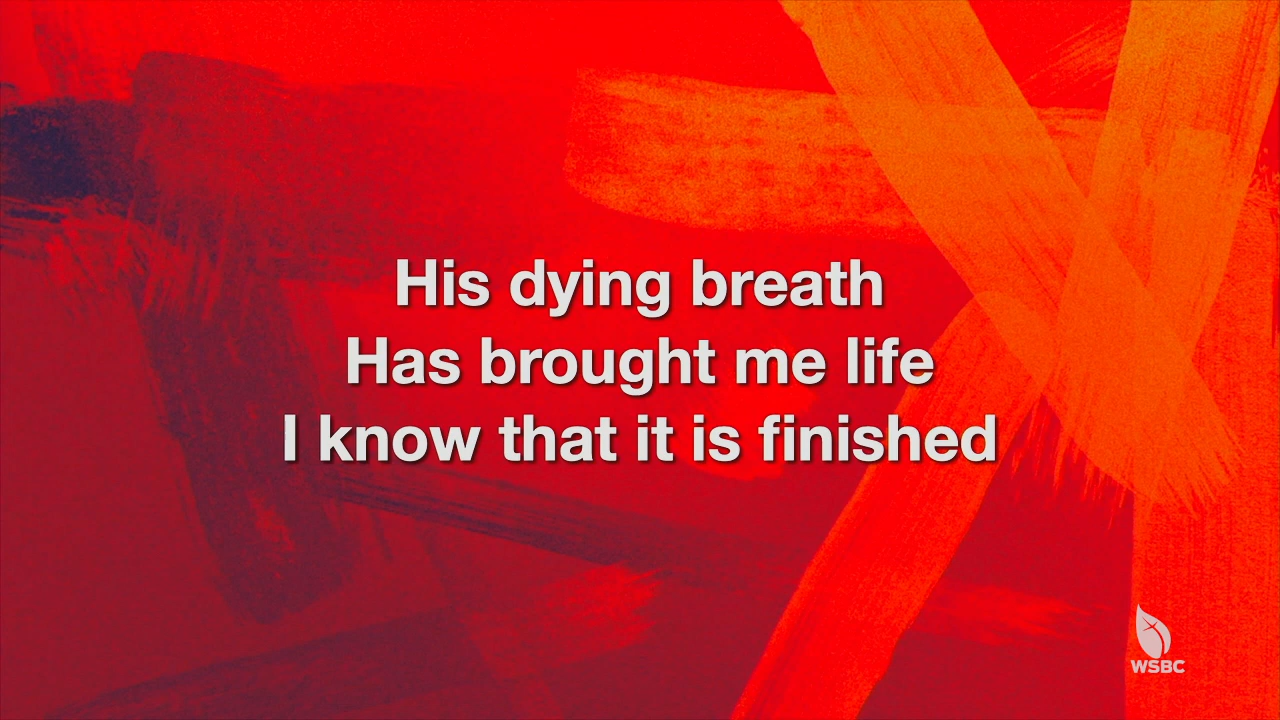 His dying breath
Has brought me life
I know that it is finished
WSBC